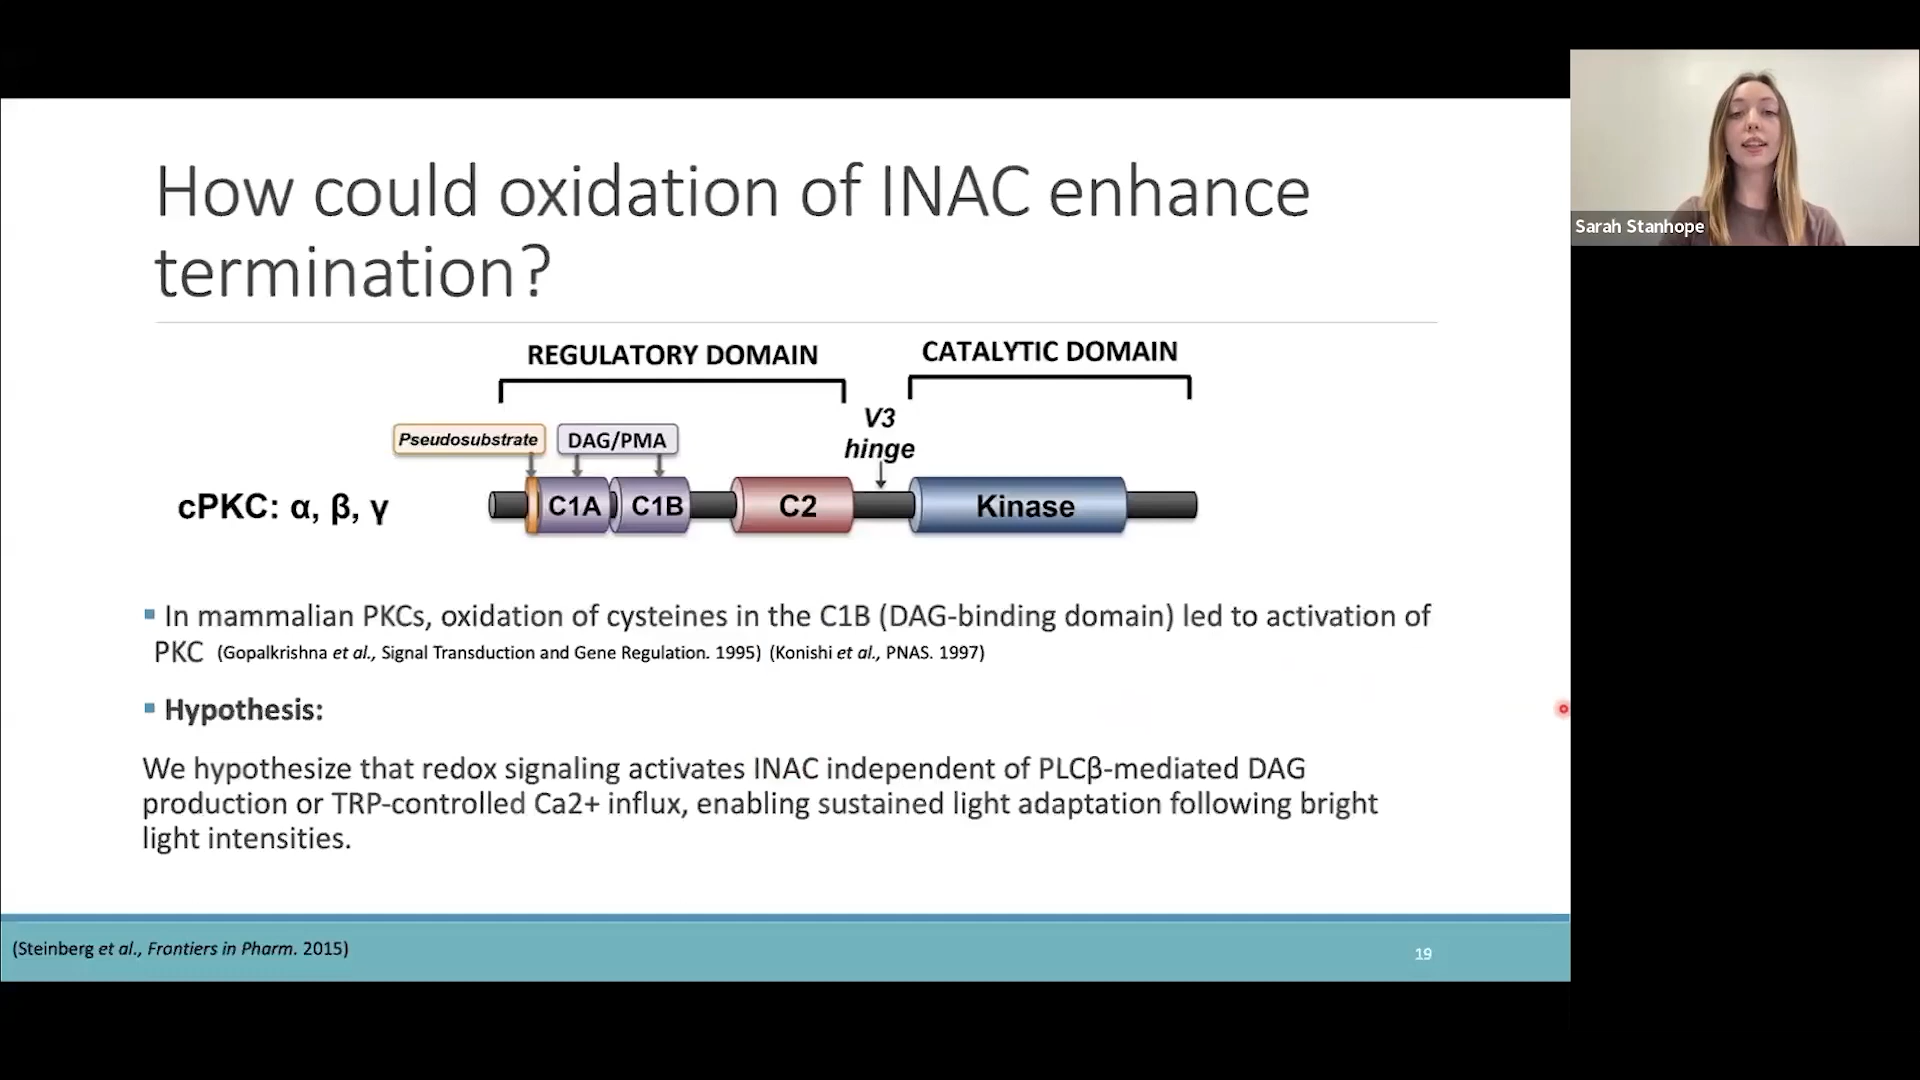 How could oxidation of INAC enhance
termination?
REGULATORY DOMAIN
CATALYTIC DOMAIN
V3
hinge
Pseudosubstrate
DAG/PMA
cPKC: α, β, γ
C1A
C1B
C2
Kinase
In mammalian PKCs, oxidation of cysteines in the C1B (DAG-binding domain) led to activation of
PKC (Gopalkrishna et al., Signal Transduction and Gene Regulation. 1995) (Konishi et al., PNAS. 1997)
Hypothesis:
We hypothesize that redox signaling activates INAC independent of PLCβ-mediated DAG
production or TRP-controlled Ca2+ influx, enabling sustained light adaptation following bright
light intensities.
(Steinberg et al., Frontiers in Pharm. 2015)
19
Sarah Stanhope